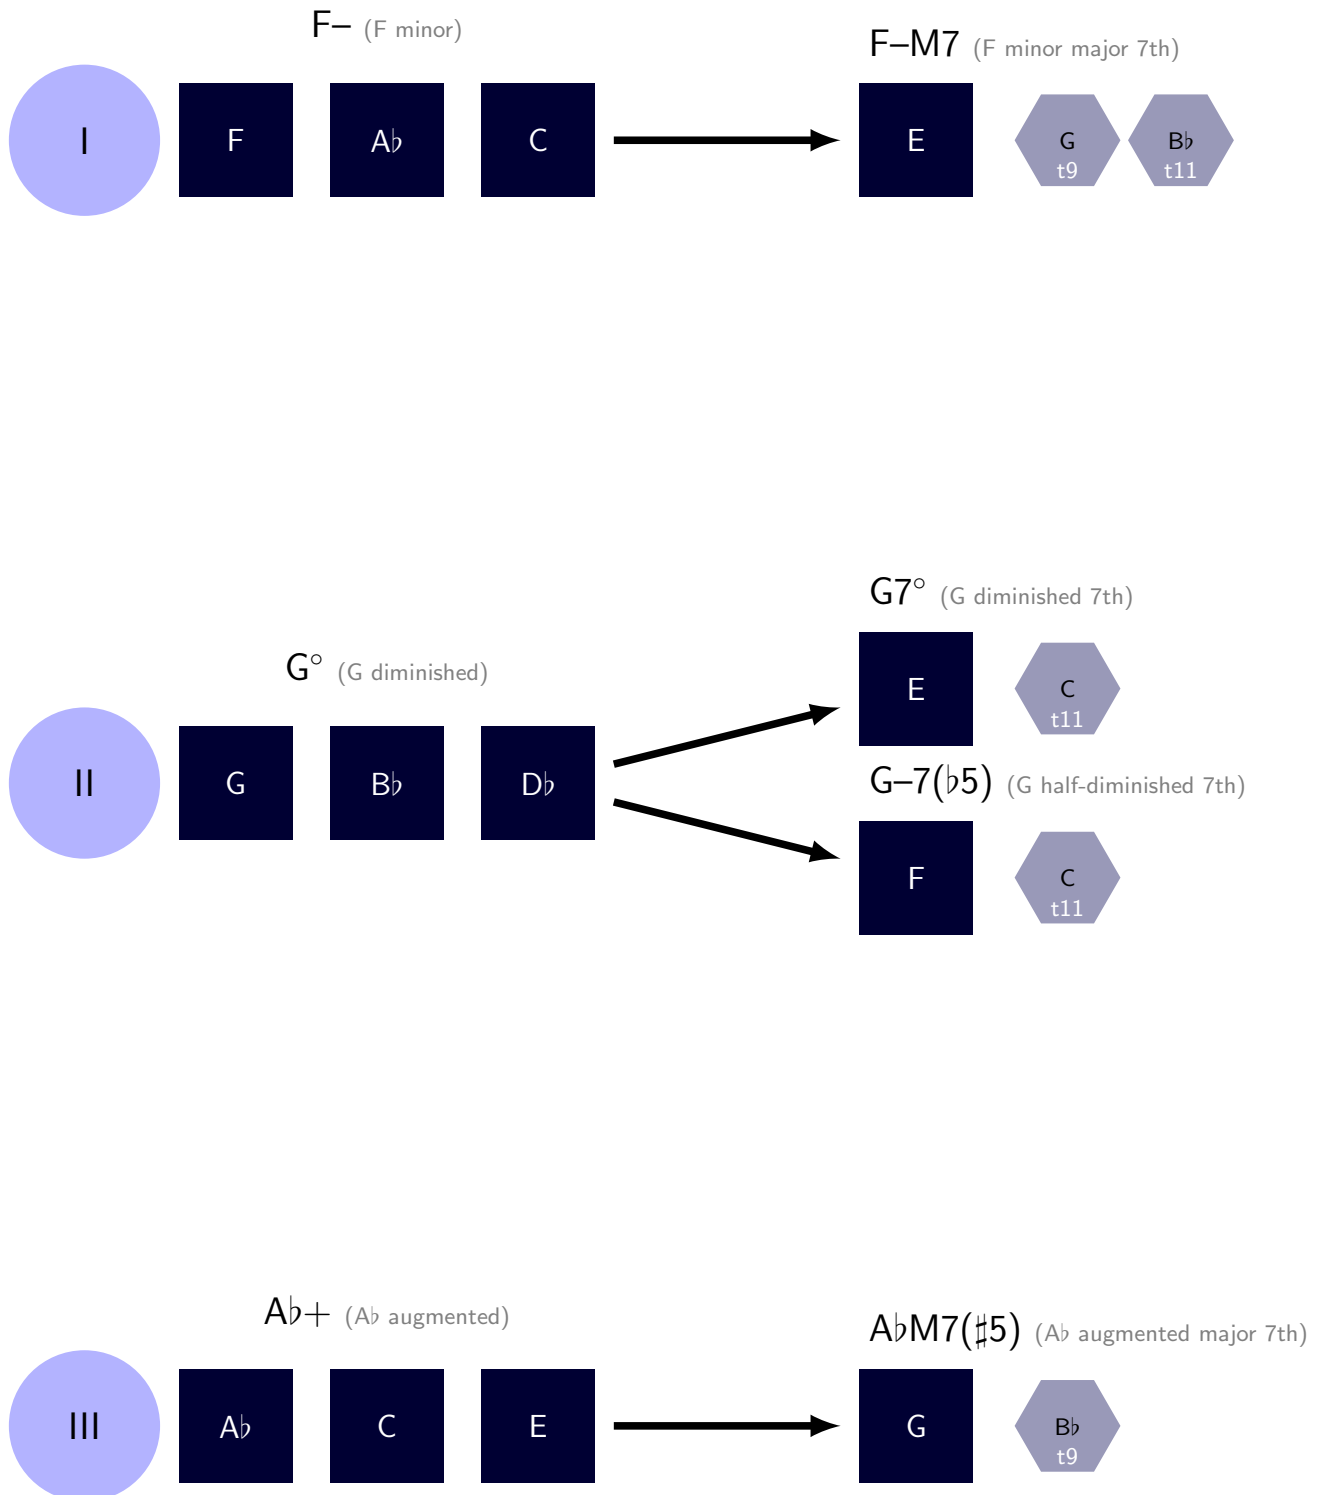 F– (F minor)
F–M7 (F minor major 7th)
I F A♭ C E G B♭
t9 t11
G7° (G diminished 7th)
E C
t11
G° (G diminished)
II G B♭ D♭
G–7(♭5) (G half-diminished 7th)
F C
t11
A♭+ (A♭ augmented)
A♭M7(♯5) (A♭ augmented major 7th)
III A♭ C E G B♭
t9